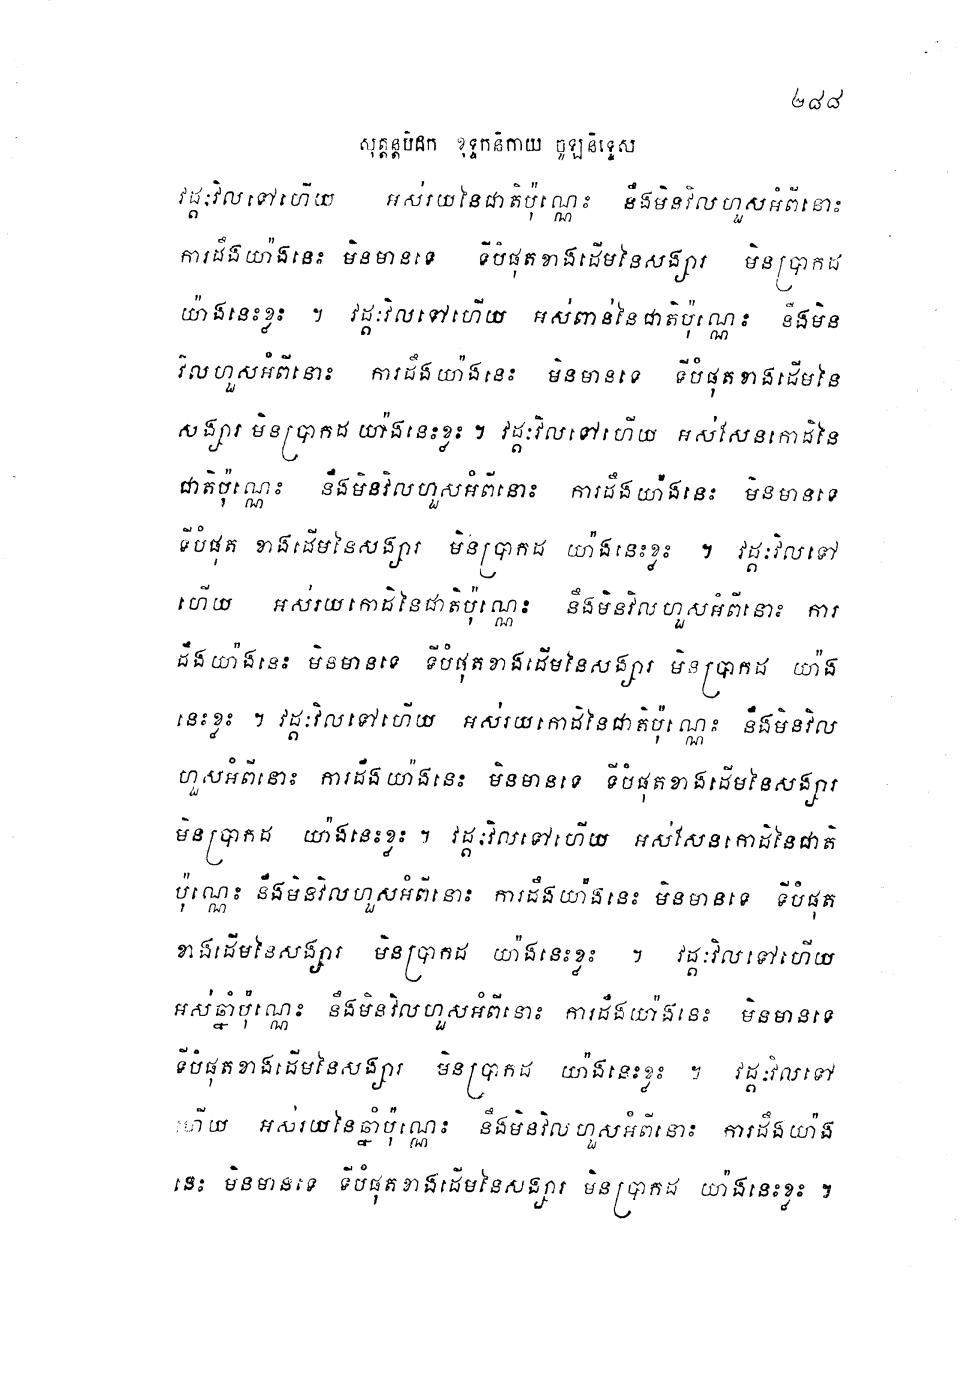 ២៨៨
សុត្តន្តបិដក ខុទ្ទកនិកាយ ចូឡនិទ្ទេស
វដ្ដៈវិលទៅហើយ អស់រយនៃជាតិប៉ុណ្ណេះ នឹងមិនវិលហួសអំពីនោះ
ការដឹងយ៉ាងនេះ មិនមានទេ ទីបំផុតខាងដើមនៃសង្សារ មិនប្រាកដ
យ៉ាងនេះខ្លះ ។ វដ្ដៈវិលទៅហើយ អស់ពាន់នៃជាតិប៉ុណ្ណេះ នឹងមិន
វិលហួសអំពីនោះ ការដឹងយ៉ាងនេះ មិនមានទេ ទីបំផុតខាងដើមនៃ
សង្សារ មិនប្រាកដ យ៉ាងនេះខ្លះ ។ វដ្ដៈវិលទៅហើយ អស់សែនកោដិនៃ
ជាតិប៉ុណ្ណេះ នឹងមិនវិលហួសអំពីនោះ ការដឹងយ៉ាងនេះ មិនមានទេ
ទីបំផុត ខាងដើមនៃសង្សារ មិនប្រាកដ យ៉ាងនេះខ្លះ ។ វដ្ដៈវិលទៅ
ហើយ អស់រយកោដិនៃជាតិប៉ុណ្ណេះ នឹងមិនវិលហួសអំពីនោះ ការ
ដឹងយ៉ាងនេះ មិនមានទេ ទីបំផុតខាងដើមនៃសង្សារ មិនប្រាកដ យ៉ាង
នេះខ្លះ ។ វដ្ដៈវិលទៅហើយ អស់រយកោដិនៃជាតិប៉ុណ្ណេះ នឹងមិនវិល
ហួសអំពីនោះ ការដឹងយ៉ាងនេះ មិនមានទេ ទីបំផុតខាងដើមនៃសង្សារ
មិនប្រាកដ យ៉ាងនេះខ្លះ ។ វដ្ដៈវិលទៅហើយ អស់សែនកោដិនៃជាតិ
ប៉ុណ្ណេះ នឹងមិនវិលហួសអំពីនោះ ការដឹងយ៉ាងនេះ មិនមានទេ ទីបំផុត
ខាងដើមនៃសង្សារ មិនប្រាកដ យ៉ាងនេះខ្លះ ។ វដ្ដៈវិលទៅហើយ
អស់ឆ្នាំប៉ុណ្ណេះ នឹងមិនវិលហួសអំពីនោះ ការដឹងយ៉ាងនេះ មិនមានទេ
ទីបំផុតខាងដើមនៃសង្សារ មិនប្រាកដ យ៉ាងនេះខ្លះ ។ វដ្ដៈវិលទៅ
ហើយ អស់រយនៃឆ្នាំប៉ុណ្ណេះ នឹងមិនវិលហួសអំពីនោះ ការដឹងយ៉ាង
នេះ មិនមានទេ ទីបំផុតខាងដើមនៃសង្សារ មិនប្រាកដ យ៉ាងនេះខ្លះ ។